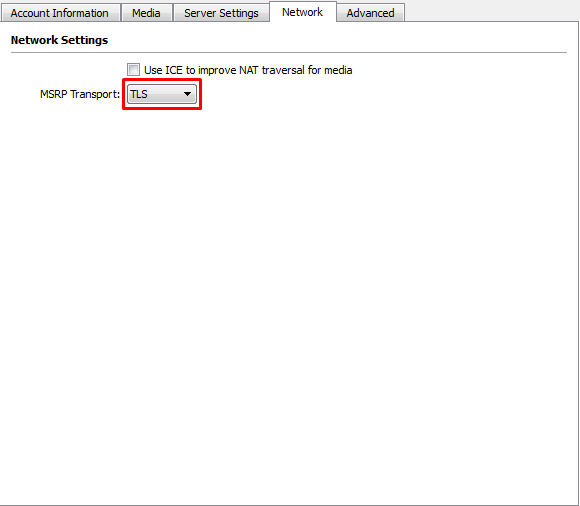 Account Information Media Server Settings Network Advanced
Network Settings
Use ICE to improve NAT traversal for media
MSRP Transport: TLS